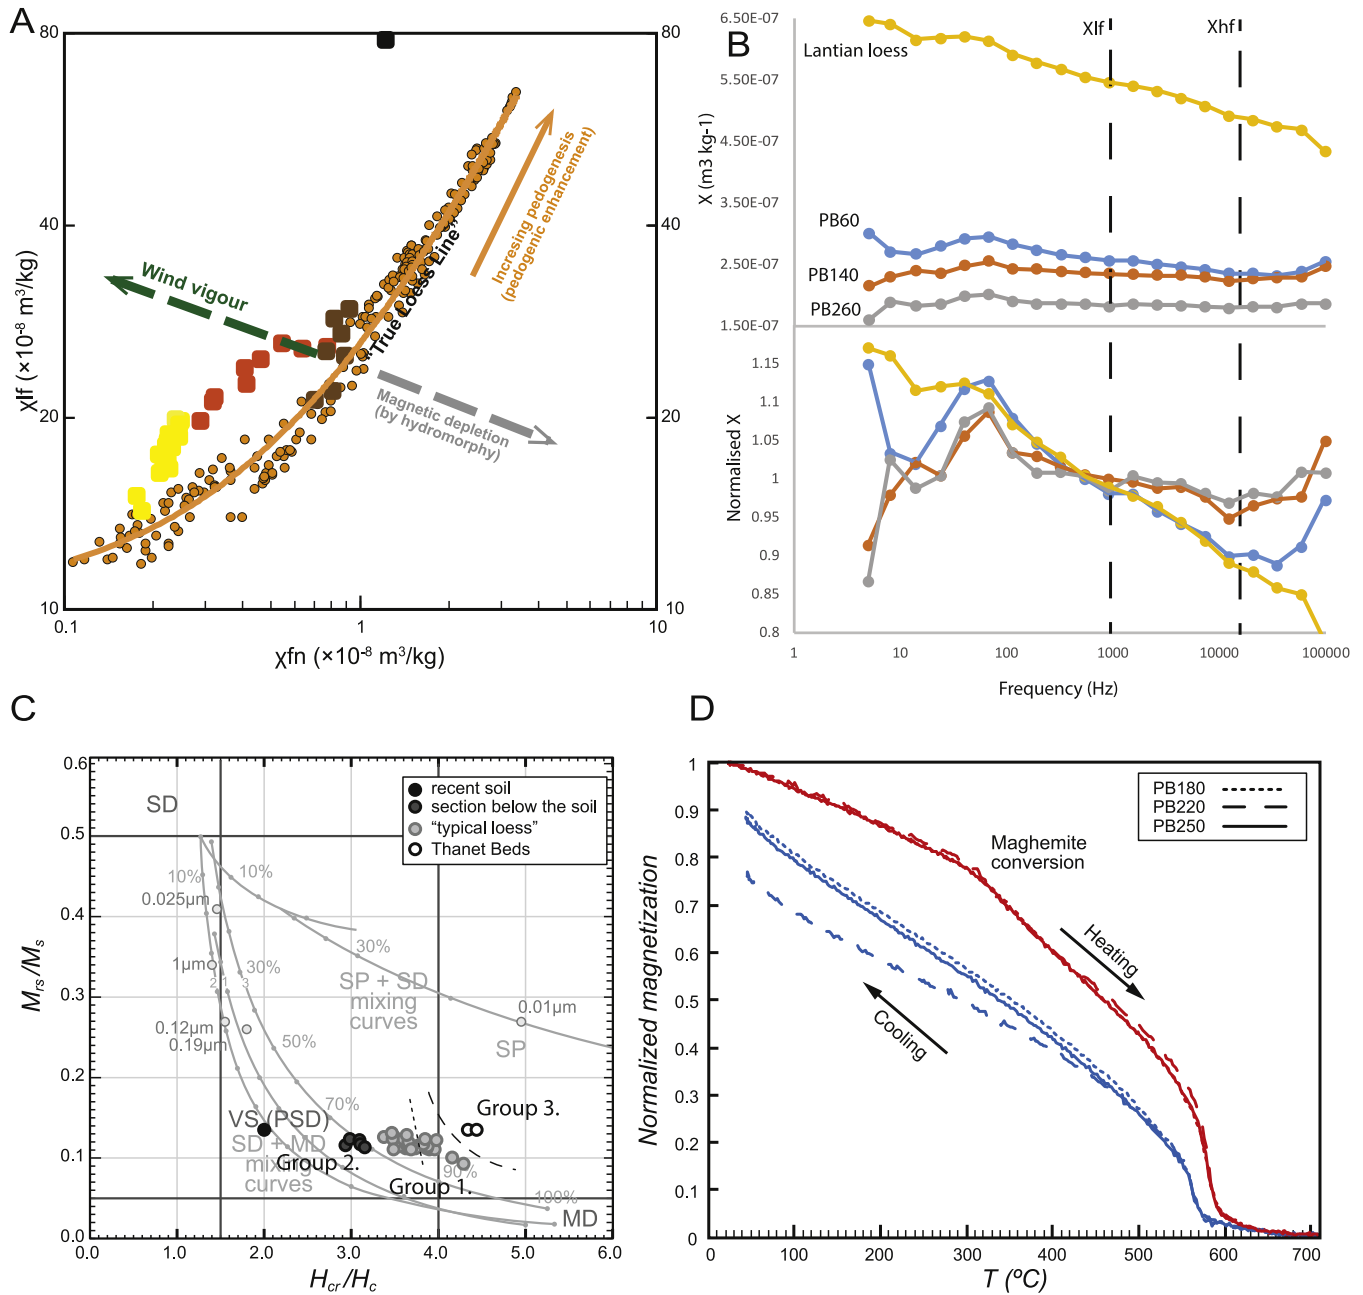 A
80
80
40
40
20
20
10
10
0.1
1
10
χlf (×10⁻⁸ m³/kg)
χfn (×10⁻⁸ m³/kg)
Wind vigour
"True Loess Line"
Incresing pedogenesis
(pedogenic enhancement)
Magnetic depletion
(by hydromorphy)
B
6.50E-07
5.50E-07
4.50E-07
3.50E-07
2.50E-07
1.50E-07
X (m3 kg-1)
Xlf
Xhf
Lantian loess
PB60
PB140
PB260
1.15
1.1
1.05
1
0.95
0.9
0.85
0.8
Normalised X
1
10
100
1000
10000
100000
Frequency (Hz)
C
0.6
0.5
0.4
0.3
0.2
0.1
0.0
Mrs/Ms
0.0
1.0
2.0
3.0
4.0
5.0
6.0
Hcr/Hc
recent soil
section below the soil
"typical loess"
Thanet Beds
SD
10%
10%
0.025µm
30%
30%
1µm
2
1
3
SP + SD
mixing
curves
0.01µm
SP
0.12µm
0.19µm
50%
70%
VS (PSD)
SD + MD
mixing
curves
Group 2.
Group 3.
90%
Group 1.
100%
MD
D
1
0.9
0.8
0.7
0.6
0.5
0.4
0.3
0.2
0.1
0
Normalized magnetization
0
100
200
300
400
500
600
700
T (ºC)
PB180
PB220
PB250
Maghemite
conversion
Heating
Cooling